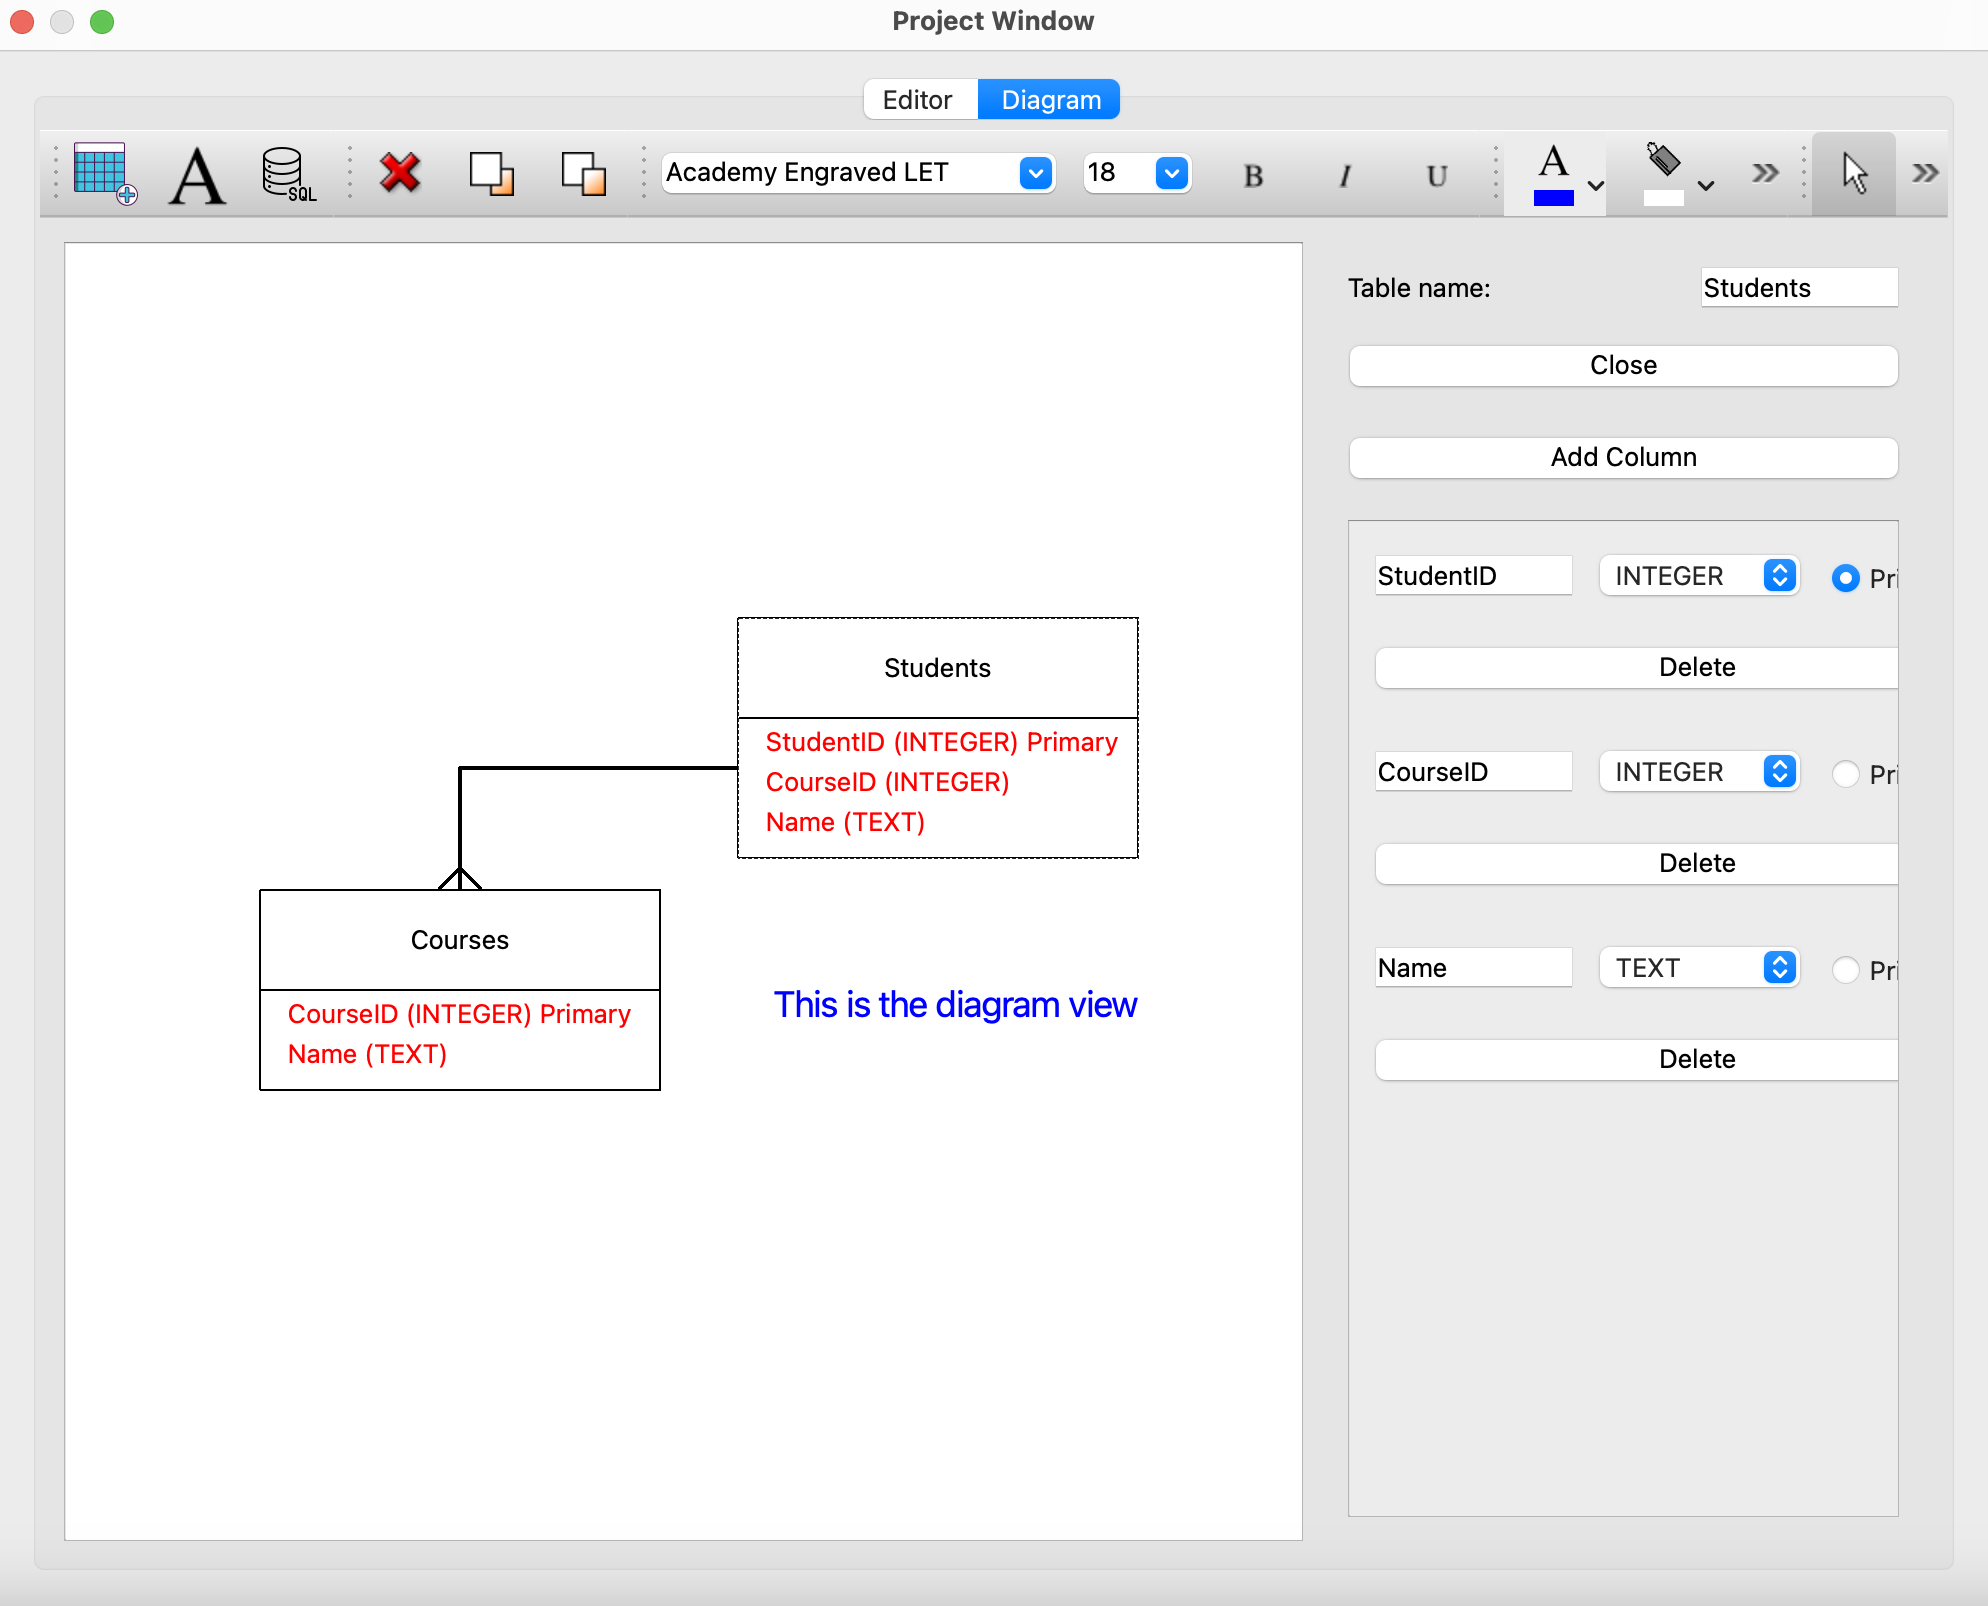 Project Window
Editor Diagram
A SQL Academy Engraved LET 18 B I U A
Table name: Students
Close
Add Column
StudentID INTEGER Pri
Delete
CourseID INTEGER Pri
Delete
Name TEXT Pri
Delete
Students
StudentID (INTEGER) Primary
CourseID (INTEGER)
Name (TEXT)
Courses
CourseID (INTEGER) Primary
Name (TEXT)
This is the diagram view